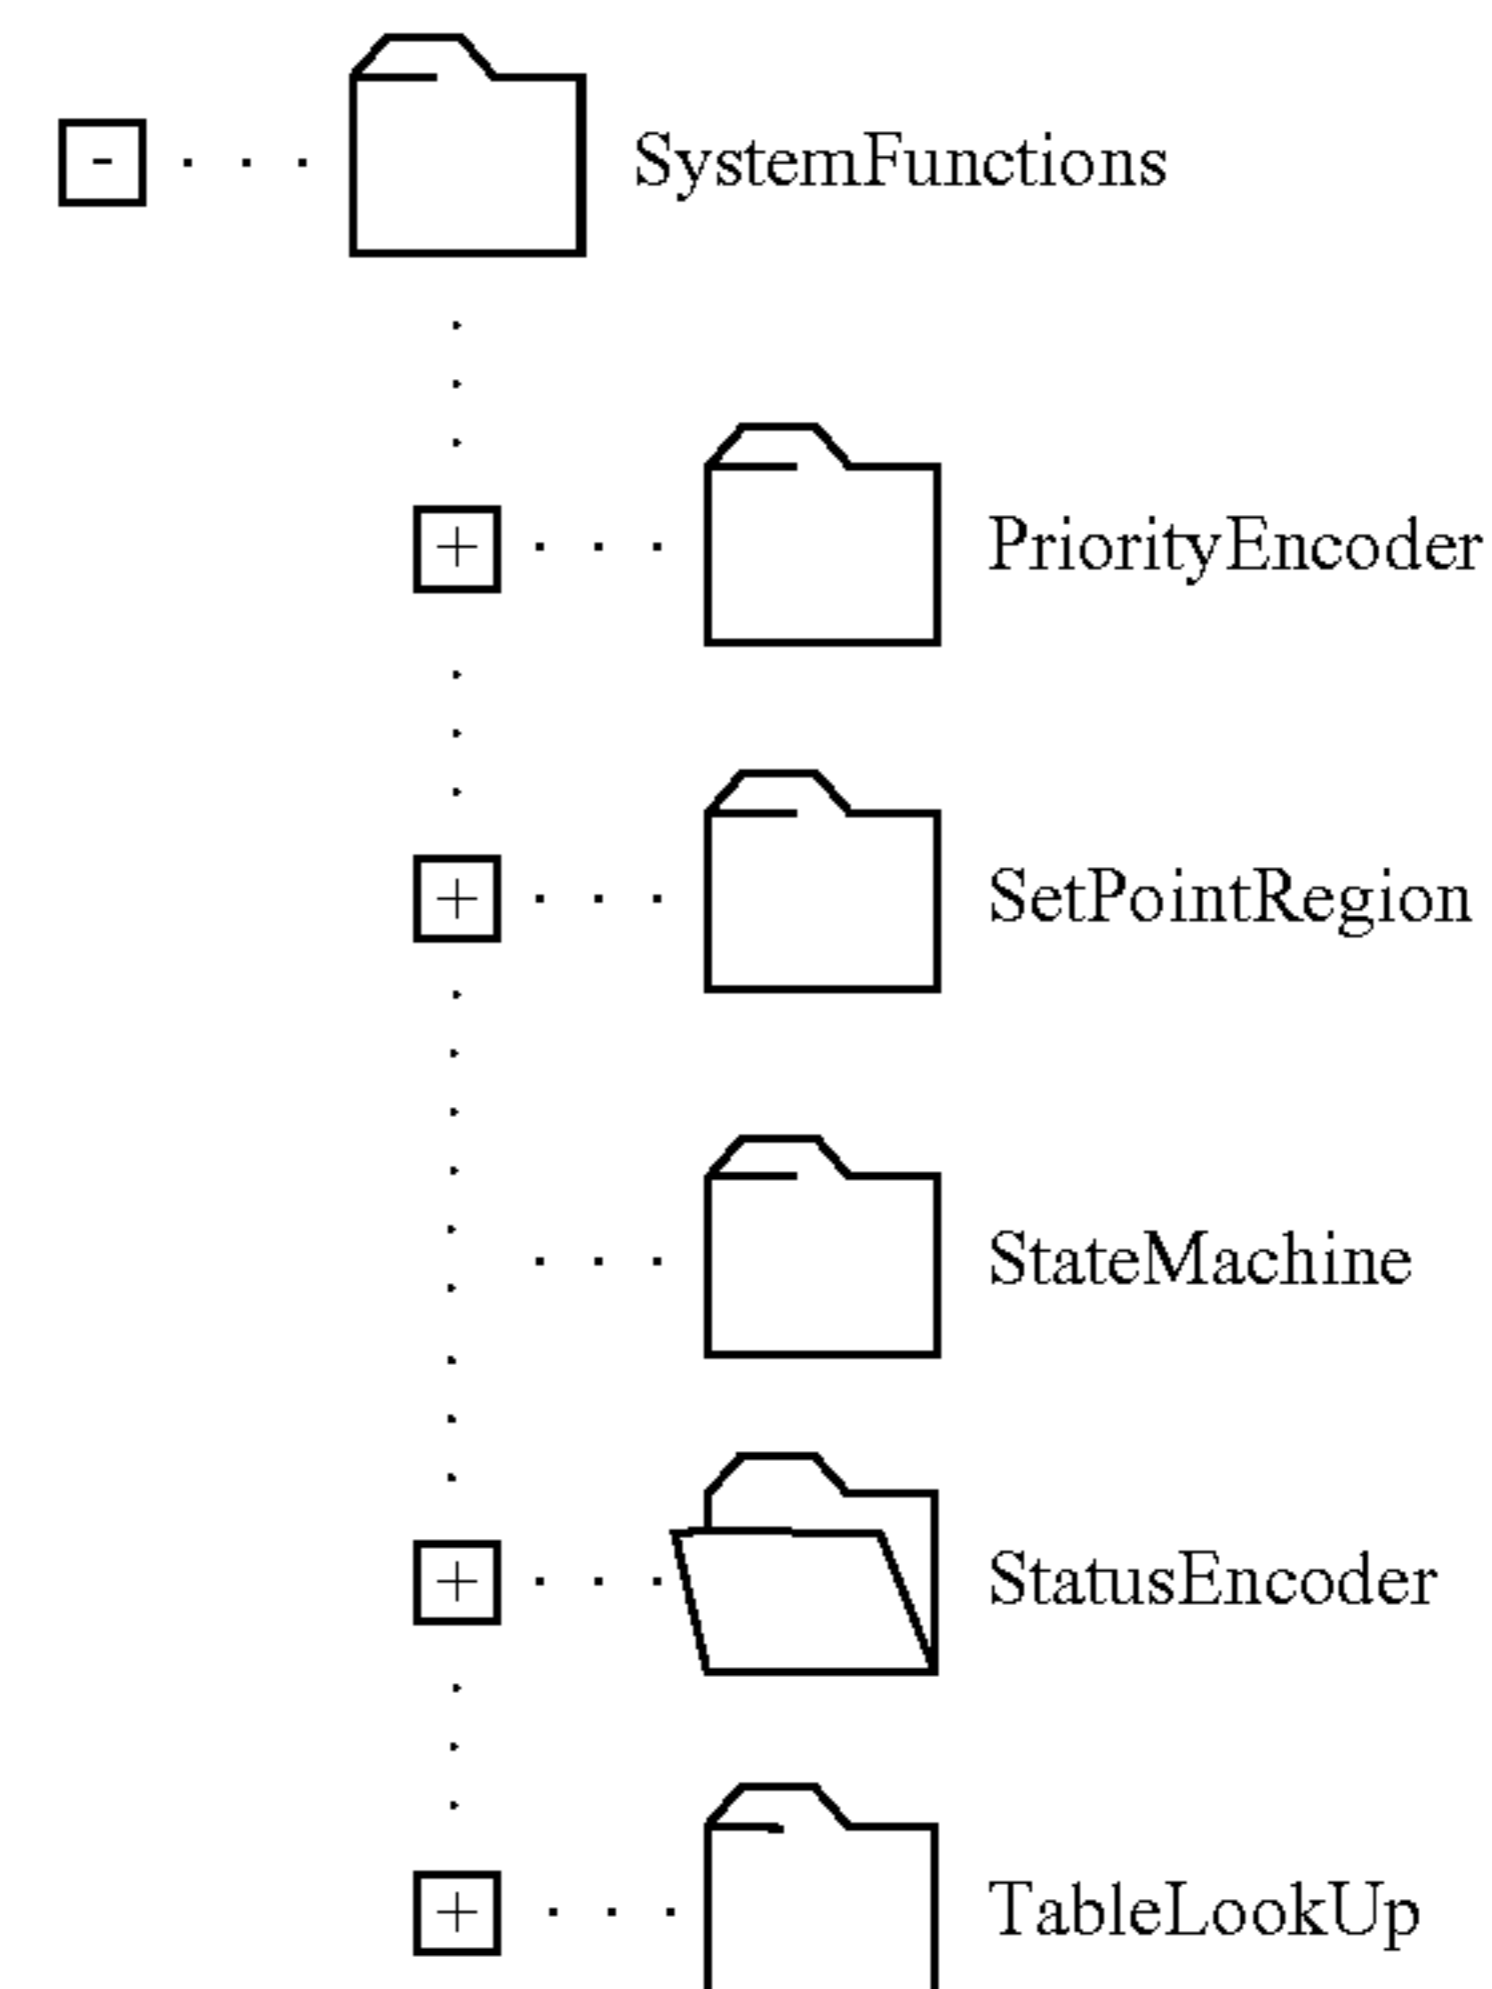 - SystemFunctions
+ PriorityEncoder
+ SetPointRegion
StateMachine
+ StatusEncoder
+ TableLookUp